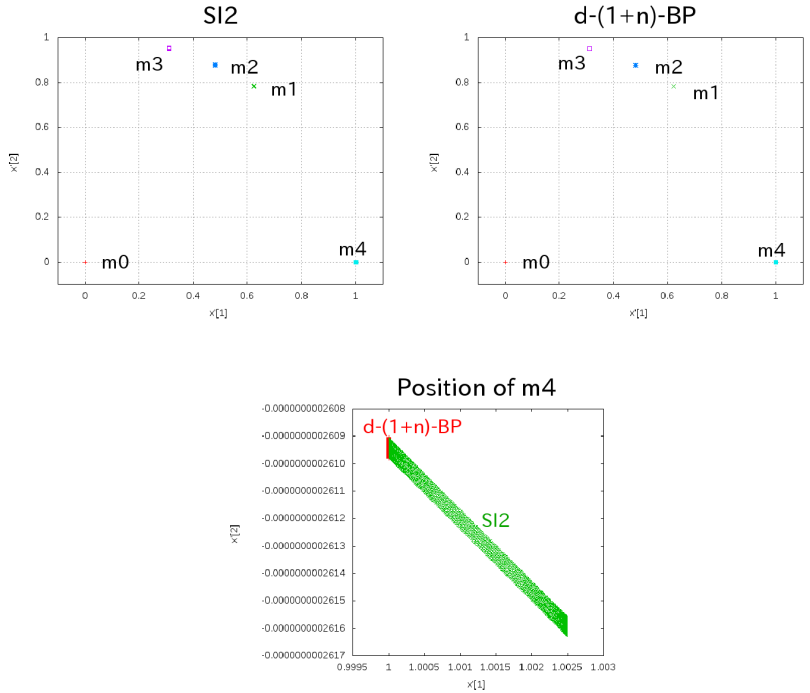 SI2
1
0.8
0.6
0.4
0.2
0
x'[2]
m3
m2
m1
m0
m4
0
0.2
0.4
0.6
0.8
1
x'[1]
d-(1+n)-BP
1
0.8
0.6
0.4
0.2
0
x'[2]
m3
m2
m1
m0
m4
0
0.2
0.4
0.6
0.8
1
x'[1]
Position of m4
-0.0000000002608
-0.0000000002609
-0.0000000002610
-0.0000000002611
-0.0000000002612
-0.0000000002613
-0.0000000002614
-0.0000000002615
-0.0000000002616
-0.0000000002617
x'[2]
d-(1+n)-BP
SI2
0.9995
1
1.0005
1.001
1.0015
1.002
1.0025
1.003
x'[1]